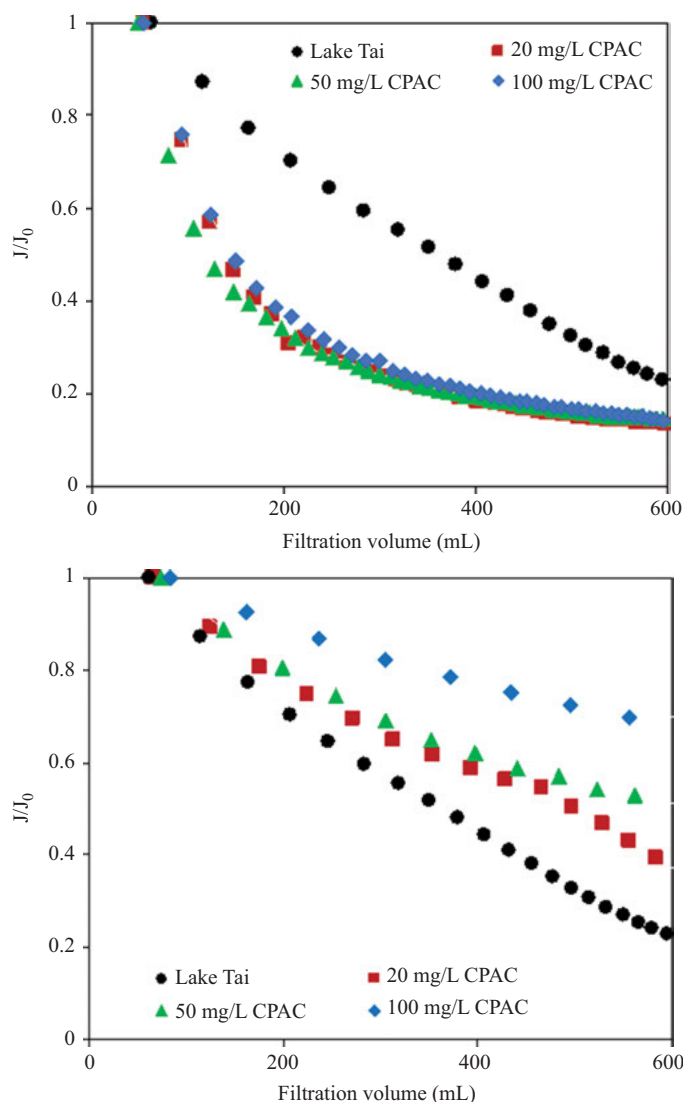 1
Lake Tai
20 mg/L CPAC
50 mg/L CPAC
100 mg/L CPAC
0.8
0.6
J/J0
0.4
0.2
0
0
200
400
600
Filtration volume (mL)
1
0.8
0.6
J/J0
0.4
0.2
Lake Tai
20 mg/L CPAC
50 mg/L CPAC
100 mg/L CPAC
0
0
200
400
600
Filtration volume (mL)